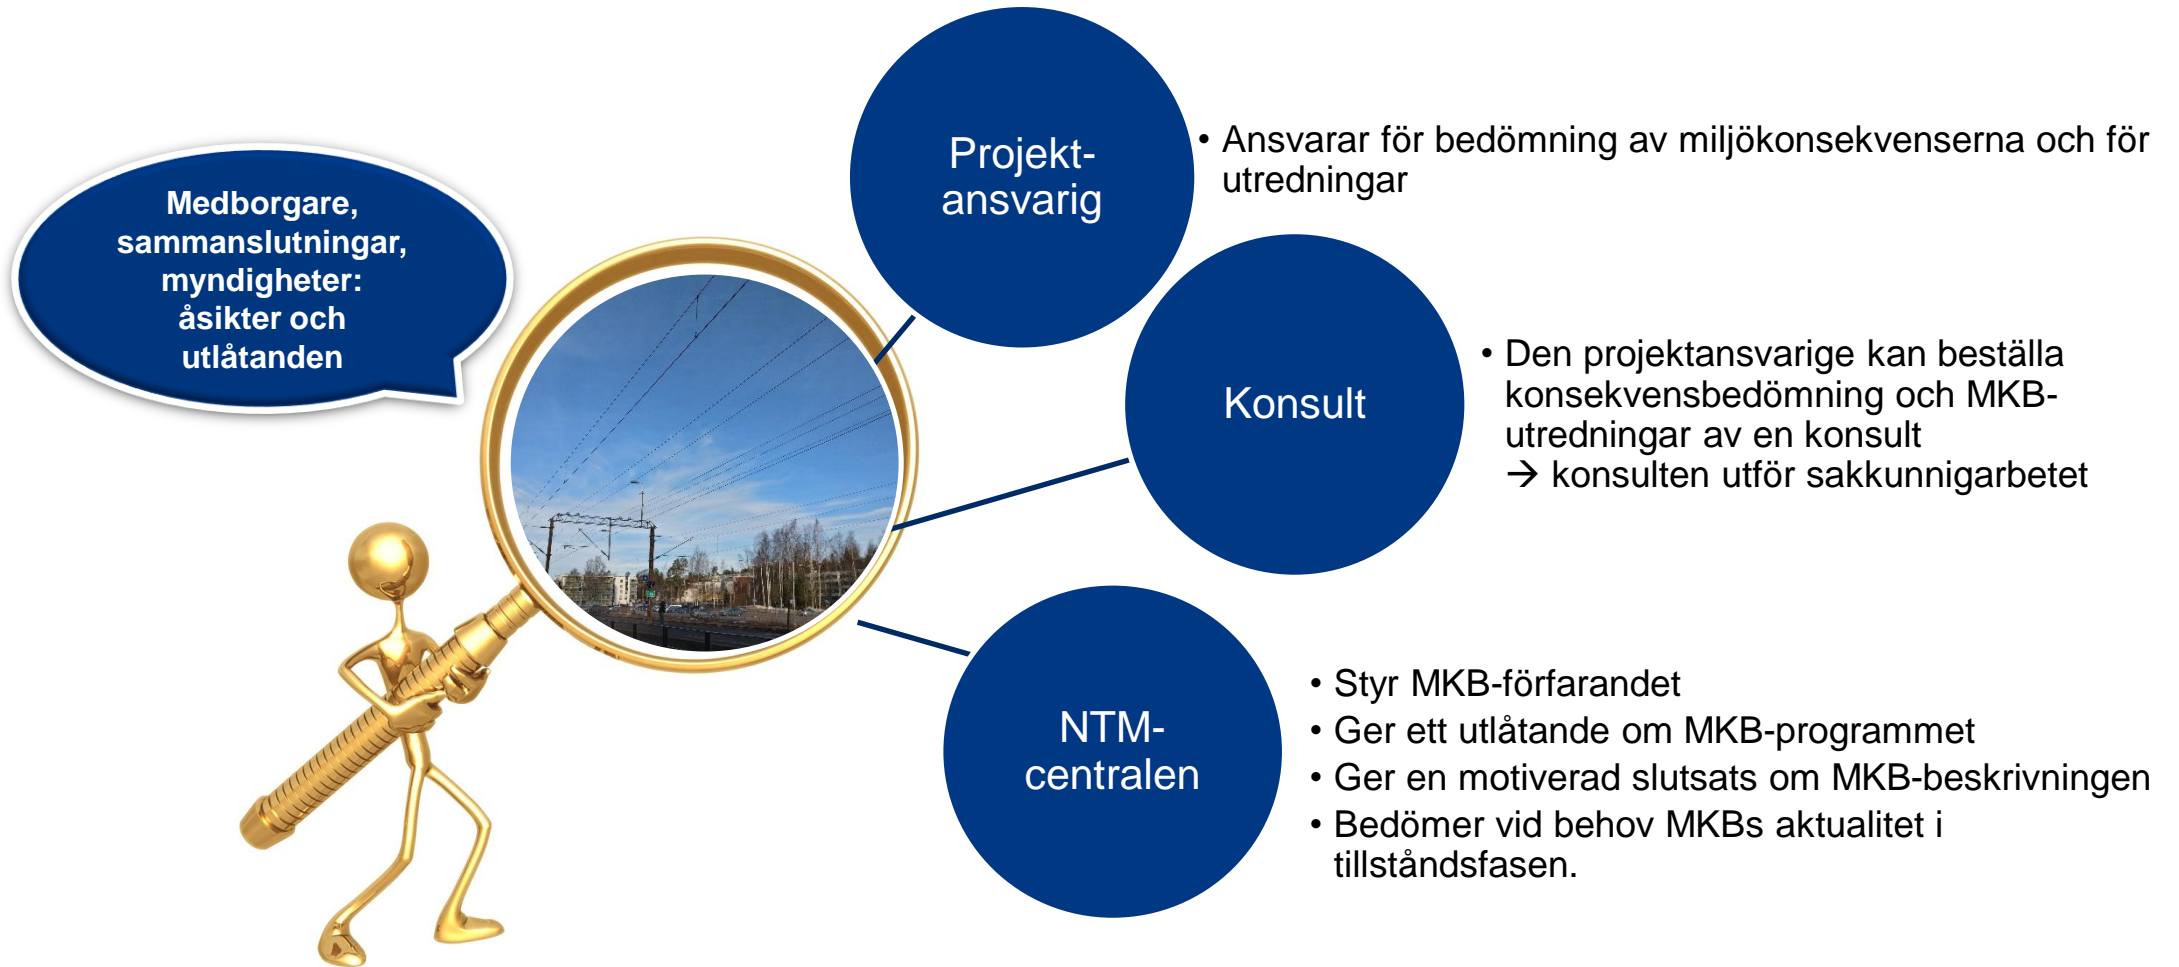 Medborgare,
sammanslutningar,
myndigheter:
åsikter och
utlåtanden
Projekt-
ansvarig
• Ansvarar för bedömning av miljökonsekvenserna och för
utredningar
Konsult
• Den projektansvarige kan beställa
konsekvensbedömning och MKB-
utredningar av en konsult
→ konsulten utför sakkunnigarbetet
NTM-
centralen
• Styr MKB-förfarandet
• Ger ett utlåtande om MKB-programmet
• Ger en motiverad slutsats om MKB-beskrivningen
• Bedömer vid behov MKBs aktualitet i
tillståndsfasen.